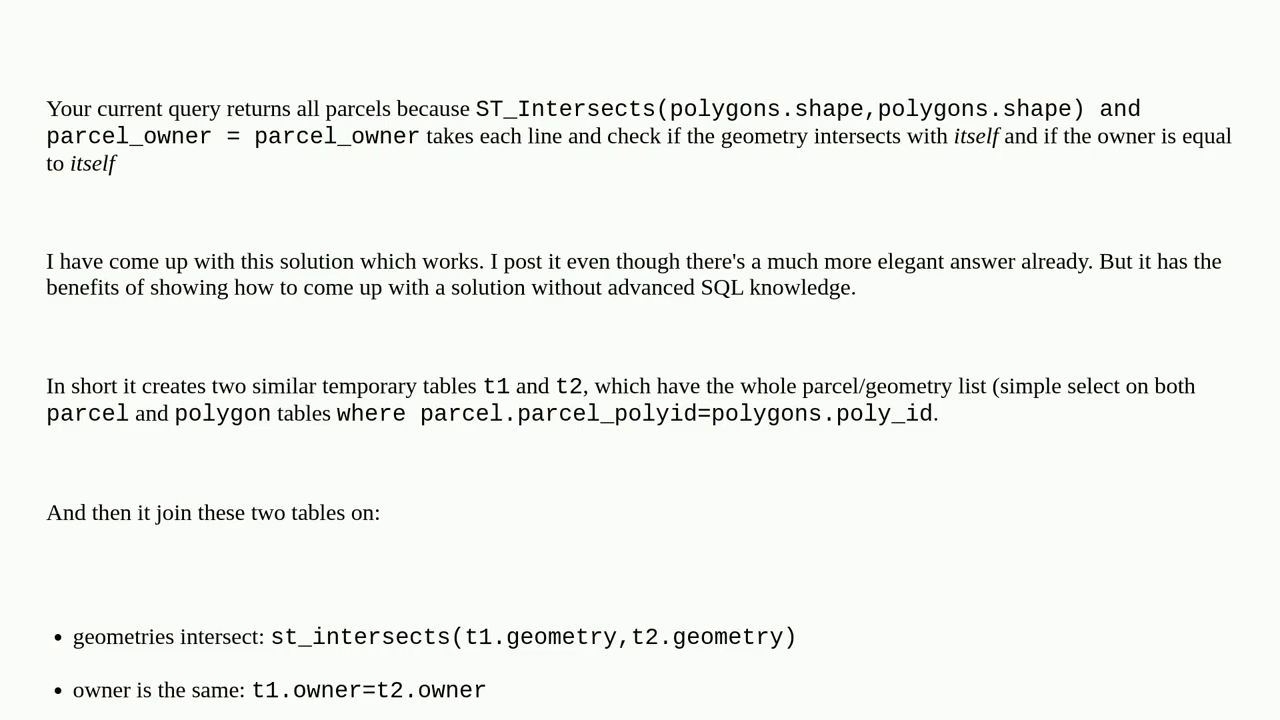 Your current query returns all parcels because ST_Intersects(polygons.shape,polygons.shape) and
parcel_owner = parcel_owner takes each line and check if the geometry intersects with itself and if the owner is equal
to itself
I have come up with this solution which works. I post it even though there's a much more elegant answer already. But it has the
benefits of showing how to come up with a solution without advanced SQL knowledge.
In short it creates two similar temporary tables t1 and t2, which have the whole parcel/geometry list (simple select on both
parcel and polygon tables where parcel.parcel_polyid=polygons.poly_id.
And then it join these two tables on:
• geometries intersect: st_intersects(t1.geometry,t2.geometry)
• owner is the same: t1.owner=t2.owner